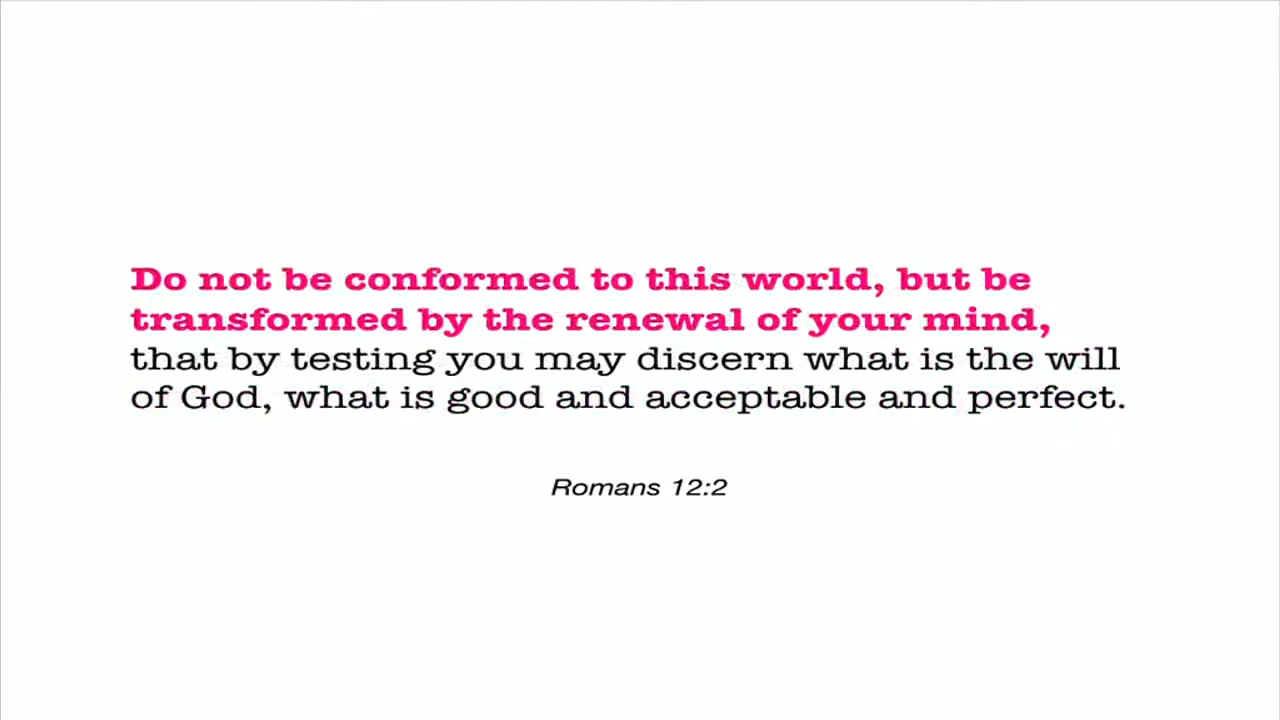 Do not be conformed to this world, but be
transformed by the renewal of your mind,
that by testing you may discern what is the will
of God, what is good and acceptable and perfect.
Romans 12:2